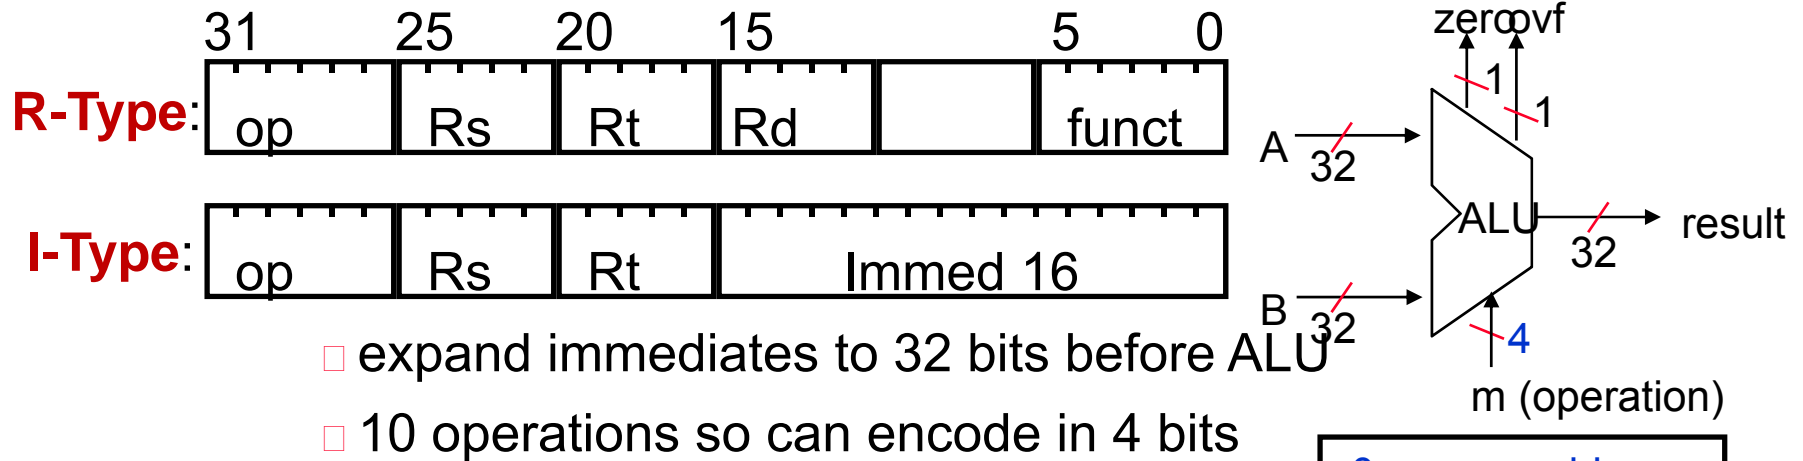 31 25 20 15 5 0
R-Type: op Rs Rt Rd funct
I-Type: op Rs Rt Immed 16
expand immediates to 32 bits before ALU
10 operations so can encode in 4 bits
zero ovf
1
1
A 32
ALU
32 result
B 32
4
m (operation)